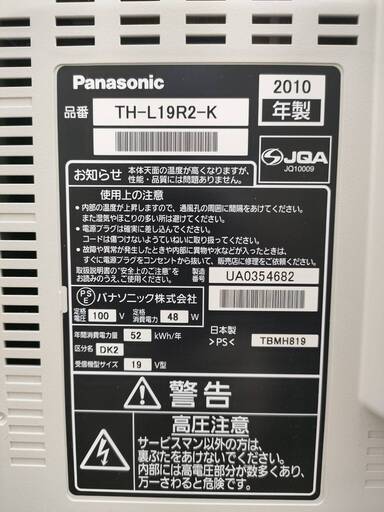 Panasonic
2010
年製
品番 TH-L19R2-K
JQA
JQ10009
お知らせ 本体天面の温度が高くなりますが、
性能・品質には問題ありません。
使用上の注意
・内部の温度が上昇しますので、通風孔の周囲に間隔をあけてください。
また湿気やほこりの多い所は避けてください。
・電源プラグは確実に差し込んでください。
コードは傷つけないようていねいに取り扱ってください。
・故障や異常が発生したときや内部に異物や水などが入ったときは、
すぐに電源プラグをコンセントから抜いて、販売店に修理をご依頼ください。
取扱説明書の"安全上のご注意"を
お読みのうえ、ご使用ください。
製造番号 UA0354682
PSE パナソニック株式会社
定格電圧 100 V 定格消費電力 48 W
日本製
>PS<
TBMH819
年間消費電力量 52 kWh/年
区分名 DK2
受信機型サイズ 19 V型
警告
高圧注意
サービスマン以外の方は、
裏ぶたをあけないでください。
内部には高電圧部分が数多くあり、
万一さわると危険です。